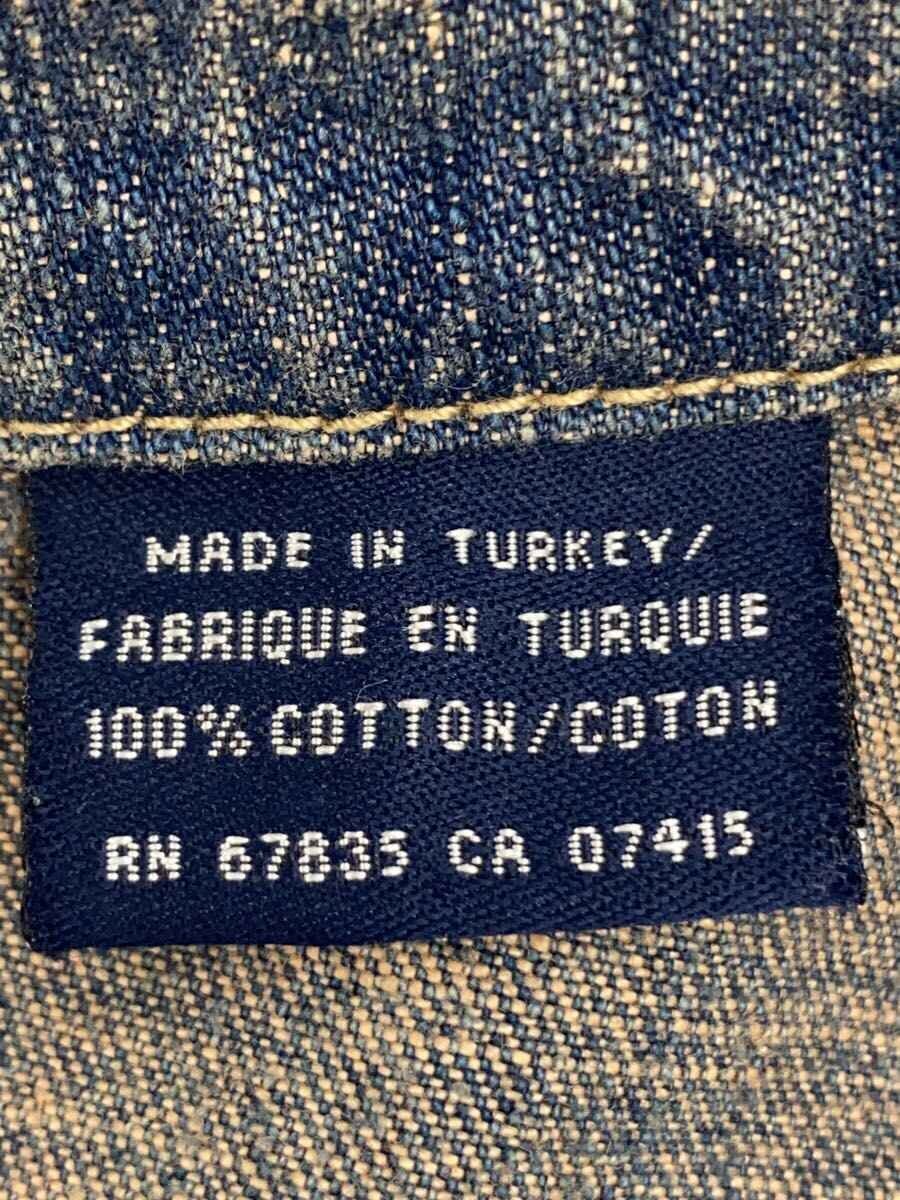 MADE IN TURKEY/
FABRIQUE EN TURQUIE
100% COTTON/COTON
RN 67835 CA 07415